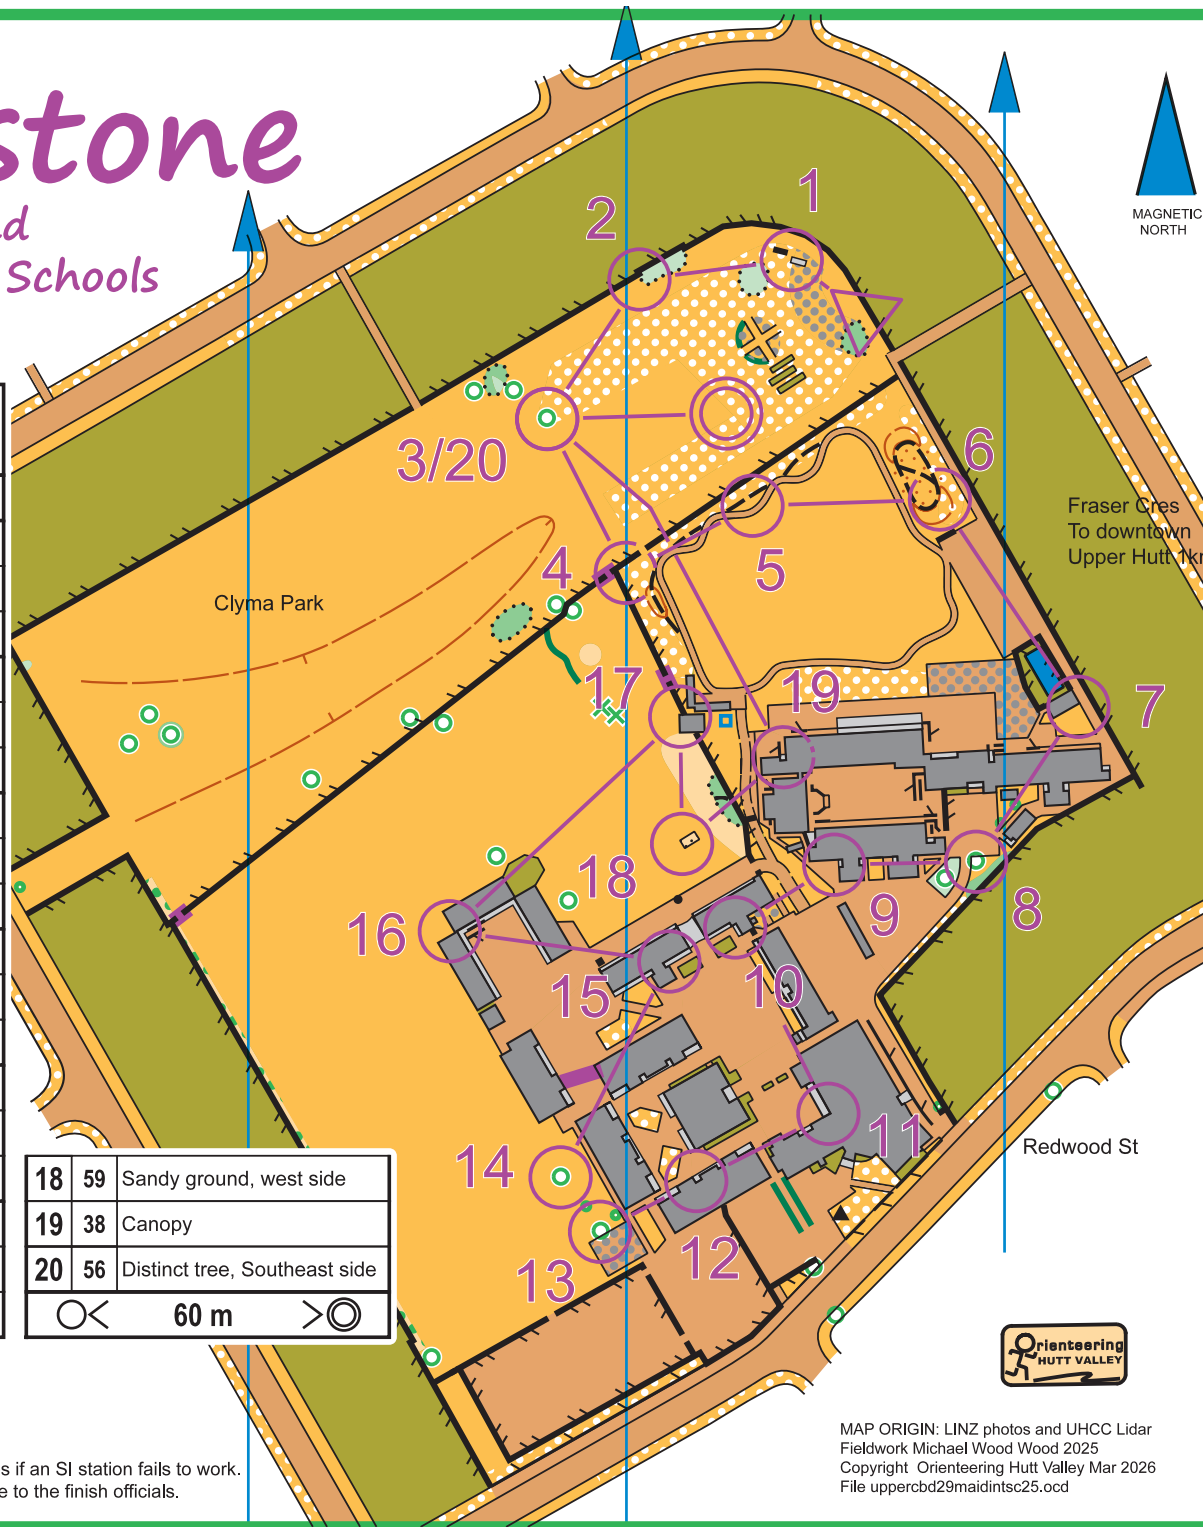 stone
d
Schools
MAGNETIC
NORTH
1
2
3/20
4
5
6
Fraser Cres
To downtown
Upper Hutt 1k
Clyma Park
17
19
7
18
16
9
8
15
10
11
Redwood St
14
12
13
18 59 Sandy ground, west side
19 38 Canopy
20 56 Distinct tree, Southeast side
60 m
Orienteering
HUTT VALLEY
MAP ORIGIN: LINZ photos and UHCC Lidar
Fieldwork Michael Wood Wood 2025
Copyright Orienteering Hutt Valley Mar 2026
File uppercbd29maidintsc25.ocd
s if an SI station fails to work.
e to the finish officials.